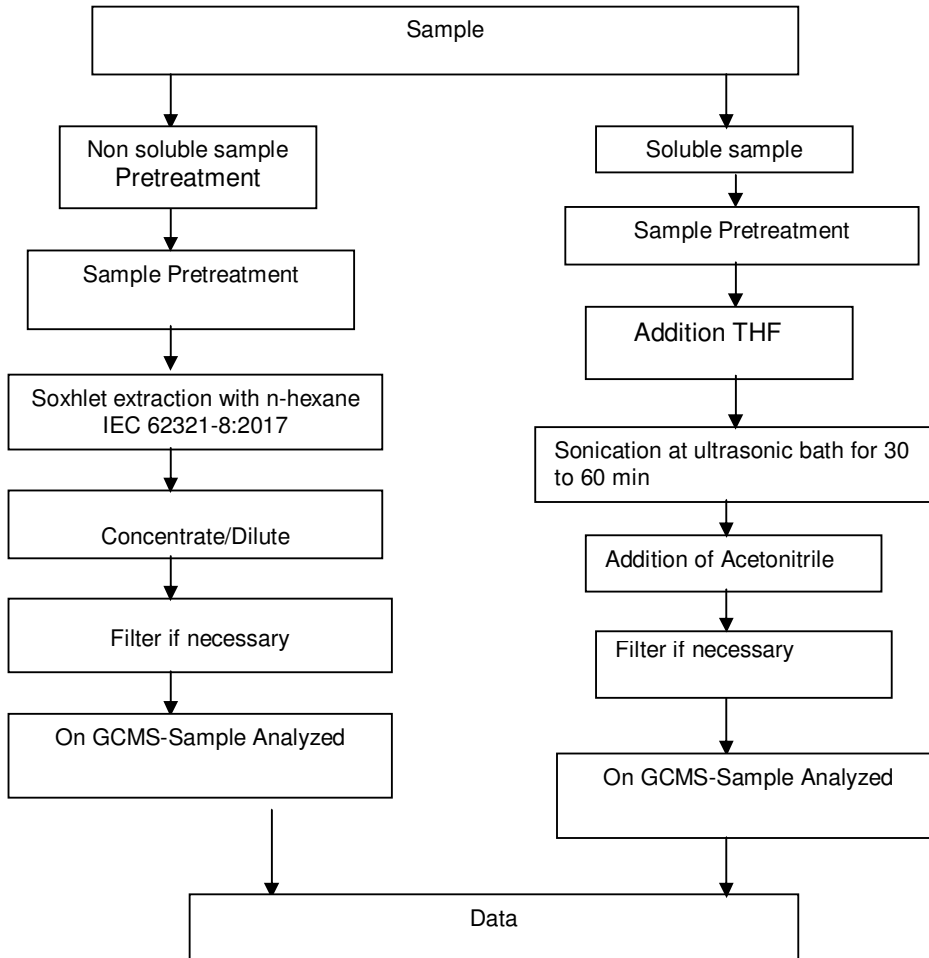 Sample
Non soluble sample
Pretreatment
Sample Pretreatment
Soxhlet extraction with n-hexane
IEC 62321-8:2017
Concentrate/Dilute
Filter if necessary
On GCMS-Sample Analyzed
Soluble sample
Sample Pretreatment
Addition THF
Sonication at ultrasonic bath for 30
to 60 min
Addition of Acetonitrile
Filter if necessary
On GCMS-Sample Analyzed
Data